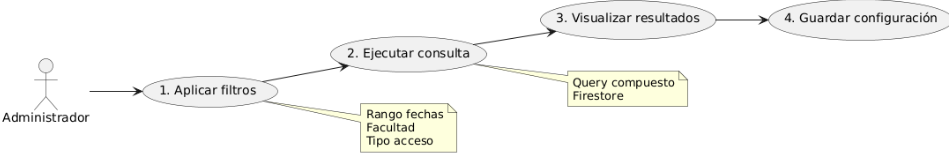 Administrador
1. Aplicar filtros
Rango fechas
Facultad
Tipo acceso
2. Ejecutar consulta
Query compuesto
Firestore
3. Visualizar resultados
4. Guardar configuración